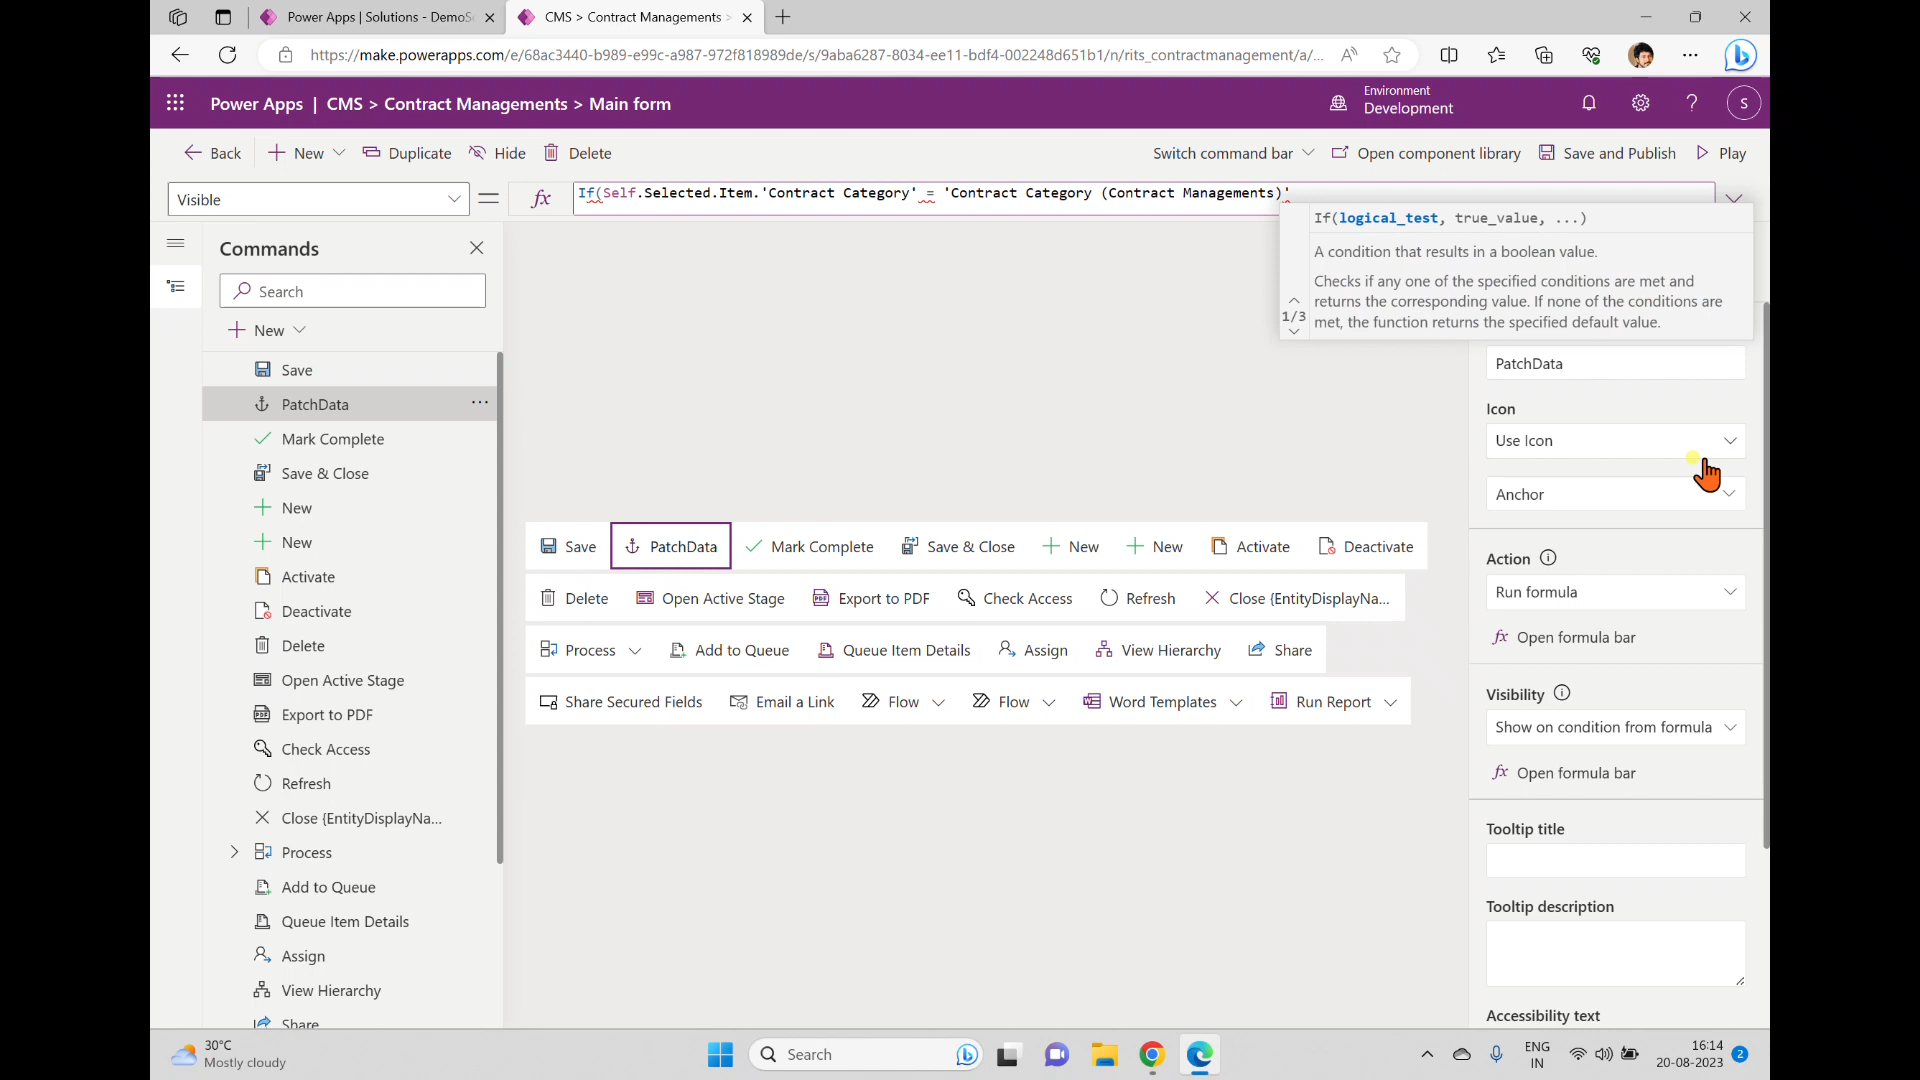 Power Apps | Solutions - DemoSo
CMS > Contract Managements >
https://make.powerapps.com/e/68ac3440-b989-e99c-a987-972f818989de/s/9aba6287-8034-ee11-bdf4-002248d651b1/n/rits_contractmanagement/a/...
Power Apps | CMS > Contract Managements > Main form
Environment
Development
S
Back
New
Duplicate
Hide
Delete
Switch command bar
Open component library
Save and Publish
Play
Visible
fx
If(Self.Selected.Item.'Contract Category' = 'Contract Category (Contract Managements)'
If(logical_test, true_value, ...)
A condition that results in a boolean value.
Checks if any one of the specified conditions are met and
returns the corresponding value. If none of the conditions are
met, the function returns the specified default value.
1/3
Commands
Search
New
Save
PatchData
Mark Complete
Save & Close
New
New
Activate
Deactivate
Delete
Open Active Stage
Export to PDF
Check Access
Refresh
Close {EntityDisplayNa...
Process
Add to Queue
Queue Item Details
Assign
View Hierarchy
Share
Save
PatchData
Mark Complete
Save & Close
New
New
Activate
Deactivate
Delete
Open Active Stage
Export to PDF
Check Access
Refresh
Close {EntityDisplayNa...
Process
Add to Queue
Queue Item Details
Assign
View Hierarchy
Share
Share Secured Fields
Email a Link
Flow
Flow
Word Templates
Run Report
PatchData
Icon
Use Icon
Anchor
Action
Run formula
fx Open formula bar
Visibility
Show on condition from formula
fx Open formula bar
Tooltip title
Tooltip description
Accessibility text
30°C
Mostly cloudy
Search
ENG
IN
16:14
20-08-2023
2